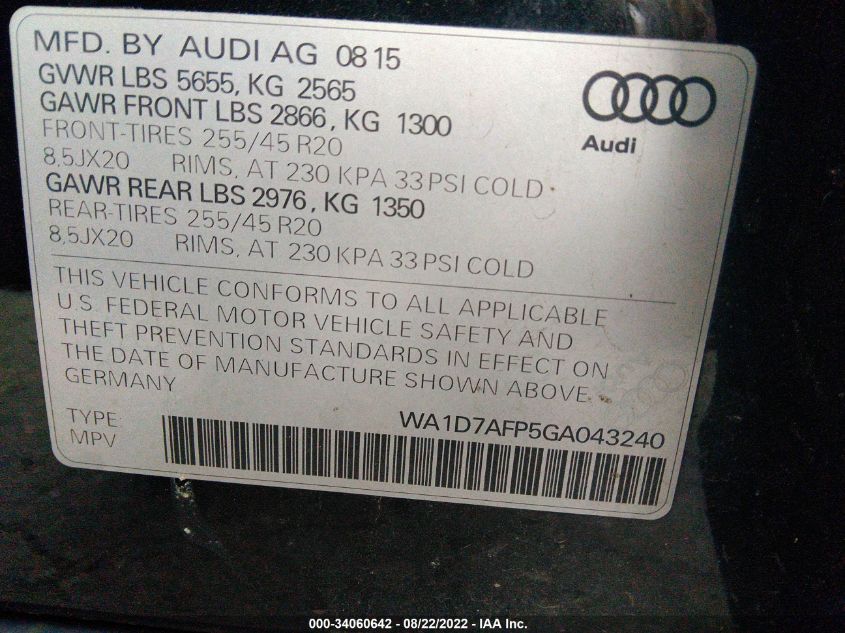 MFD. BY AUDI AG 08 15
GVWR LBS 5655, KG 2565
GAWR FRONT LBS 2866, KG 1300
FRONT-TIRES 255/45 R20
8,5JX20 RIMS, AT 230 KPA 33 PSI COLD
GAWR REAR LBS 2976, KG 1350
REAR-TIRES 255/45 R20
8,5JX20 RIMS, AT 230 KPA 33 PSI COLD
Audi
THIS VEHICLE CONFORMS TO ALL APPLICABLE
U.S. FEDERAL MOTOR VEHICLE SAFETY AND
THEFT PREVENTION STANDARDS IN EFFECT ON
THE DATE OF MANUFACTURE SHOWN ABOVE.
GERMANY
TYPE:
MPV
WA1D7AFP5GA043240
000-34060642 - 08/22/2022 - IAA Inc.